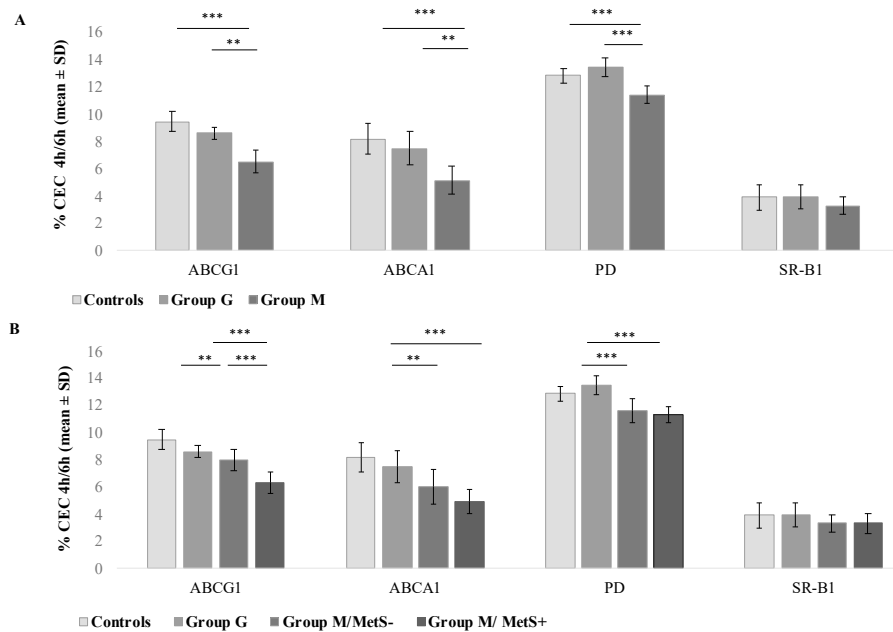 A
*** *** ***
** ** ***
% CEC 4h/6h (mean ± SD)
16
14
12
10
8
6
4
2
0
ABCG1 ABCA1 PD SR-B1
Controls Group G Group M
B
*** *** ***
** *** ** ***
% CEC 4h/6h (mean ± SD)
16
14
12
10
8
6
4
2
0
ABCG1 ABCA1 PD SR-B1
Controls Group G Group M/MetS- Group M/ MetS+